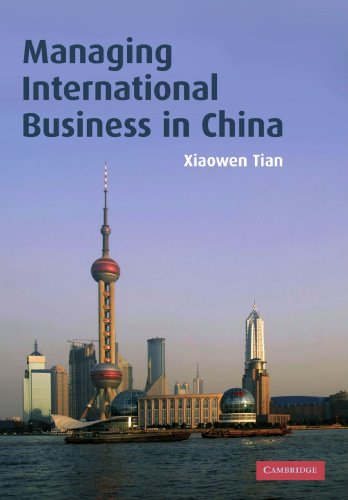 Managing
International
Business in China
Xiaowen Tian
CAMBRIDGE